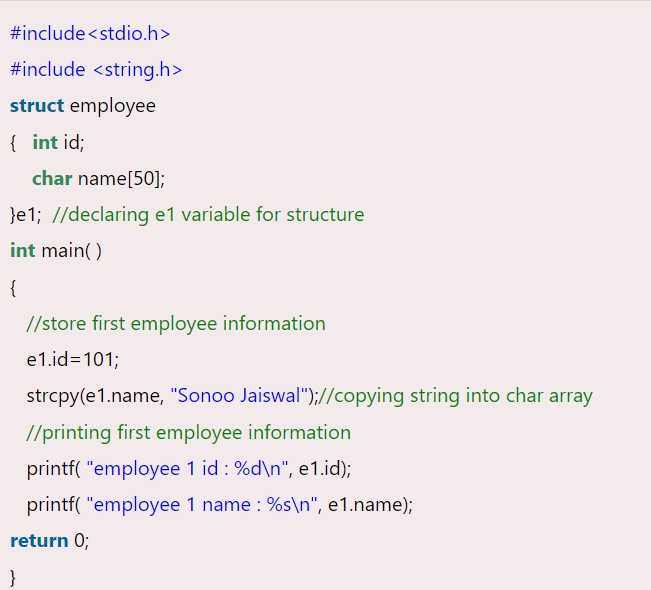 #include<stdio.h>
#include <string.h>
struct employee
{   int id;
    char name[50];
}e1;  //declaring e1 variable for structure
int main( )
{
   //store first employee information
   e1.id=101;
   strcpy(e1.name, "Sonoo Jaiswal");//copying string into char array
   //printing first employee information
   printf( "employee 1 id : %d\n", e1.id);
   printf( "employee 1 name : %s\n", e1.name);
return 0;
}